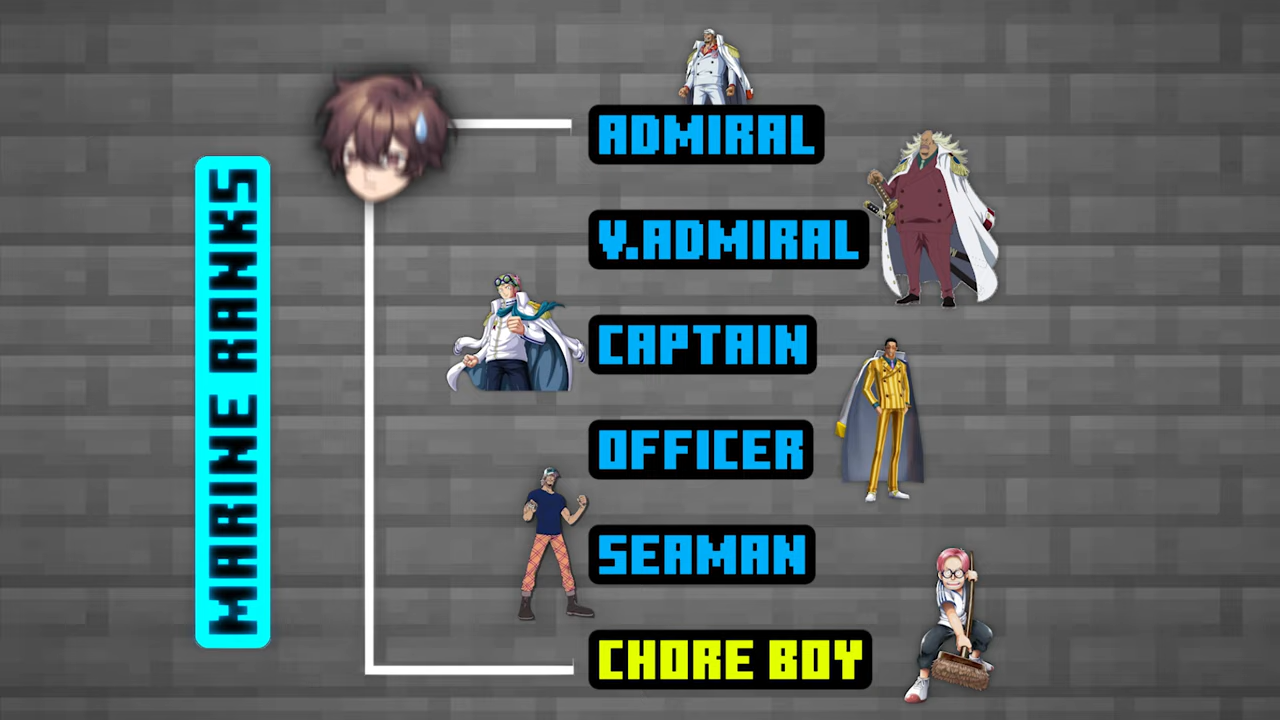 MARINE RANKS
ADMIRAL
V.ADMIRAL
CAPTAIN
OFFICER
SEAMAN
CHORE BOY